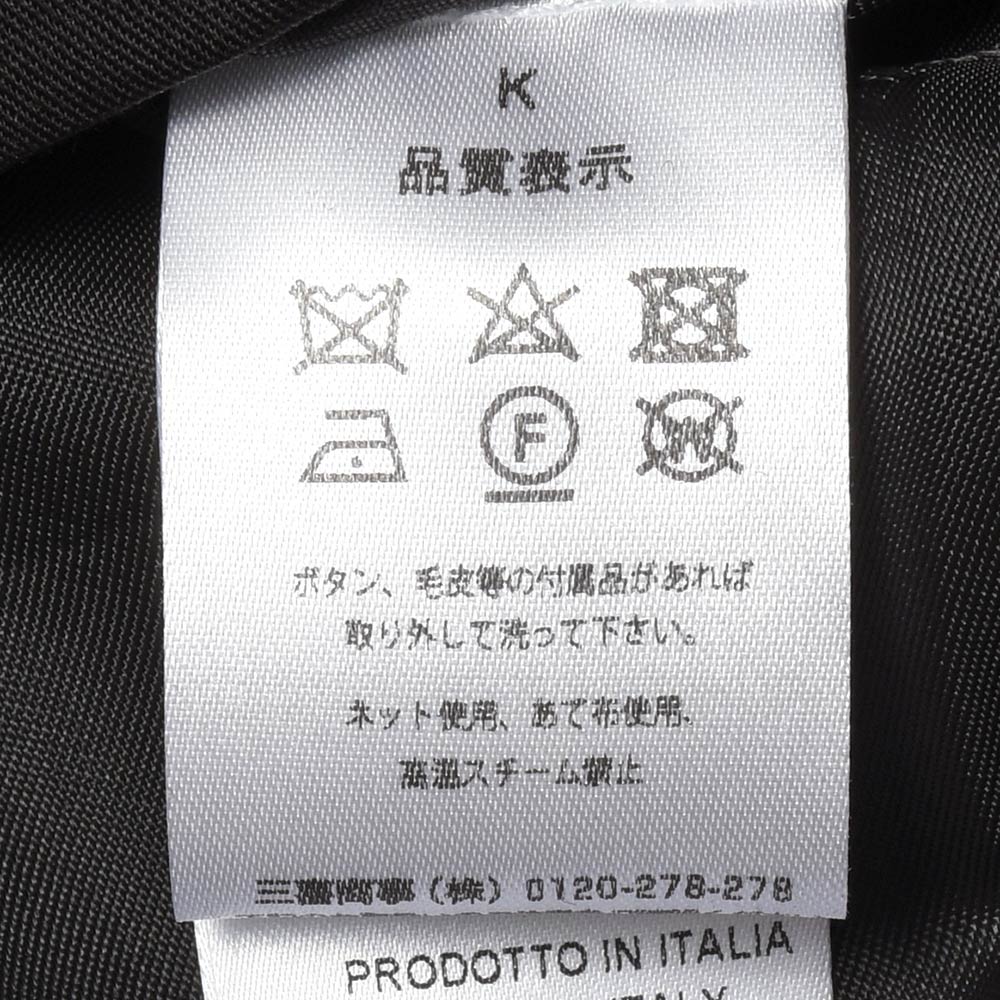 K
品質表示
F
W
ボタン、毛皮等の付属品があれば
取り外して洗って下さい。
ネット使用、あて布使用、
高温スチーム禁止
三喜商事(株) 0120-278-278
PRODOTTO IN ITALIA